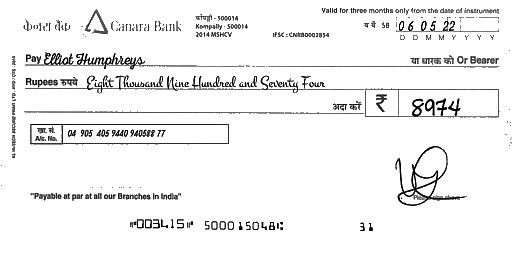 केनरा बैंक Canara Bank
कोमपल्ली - 500014
Kompally - 500014
2014 MSHCV
IFSC : CNRB0002854
Valid for three months only from the date of instrument
SB 06 05 22
D D M M Y Y Y Y
Pay Elliot Humphreys या धारक को Or Bearer
Rupees रुपये Eight Thousand Nine Hundred and Seventy Four
अदा करें ₹ 8974
खा. सं.
A/c. No. 04 905 405 9440 940588 77
"Payable at par at all our Branches in India"
Please sign above
⑈003415⑈ 500015048⑆ 31